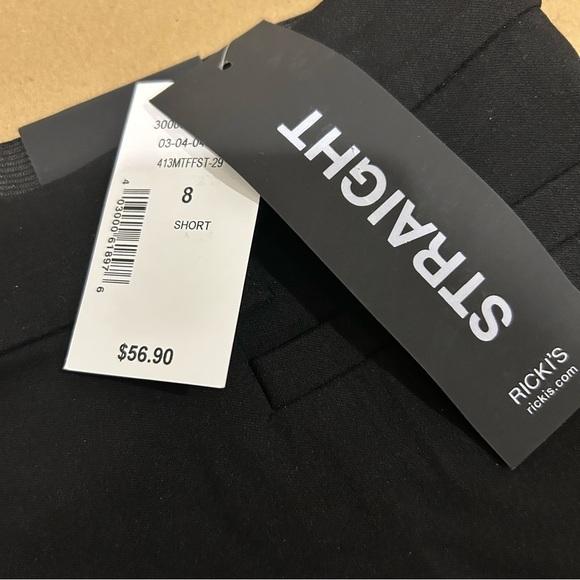 03-04-04
413MTFFST-29
8
SHORT
4 03000 61897 6
$56.90
STRAIGHT
RICKI'S
rickis.com